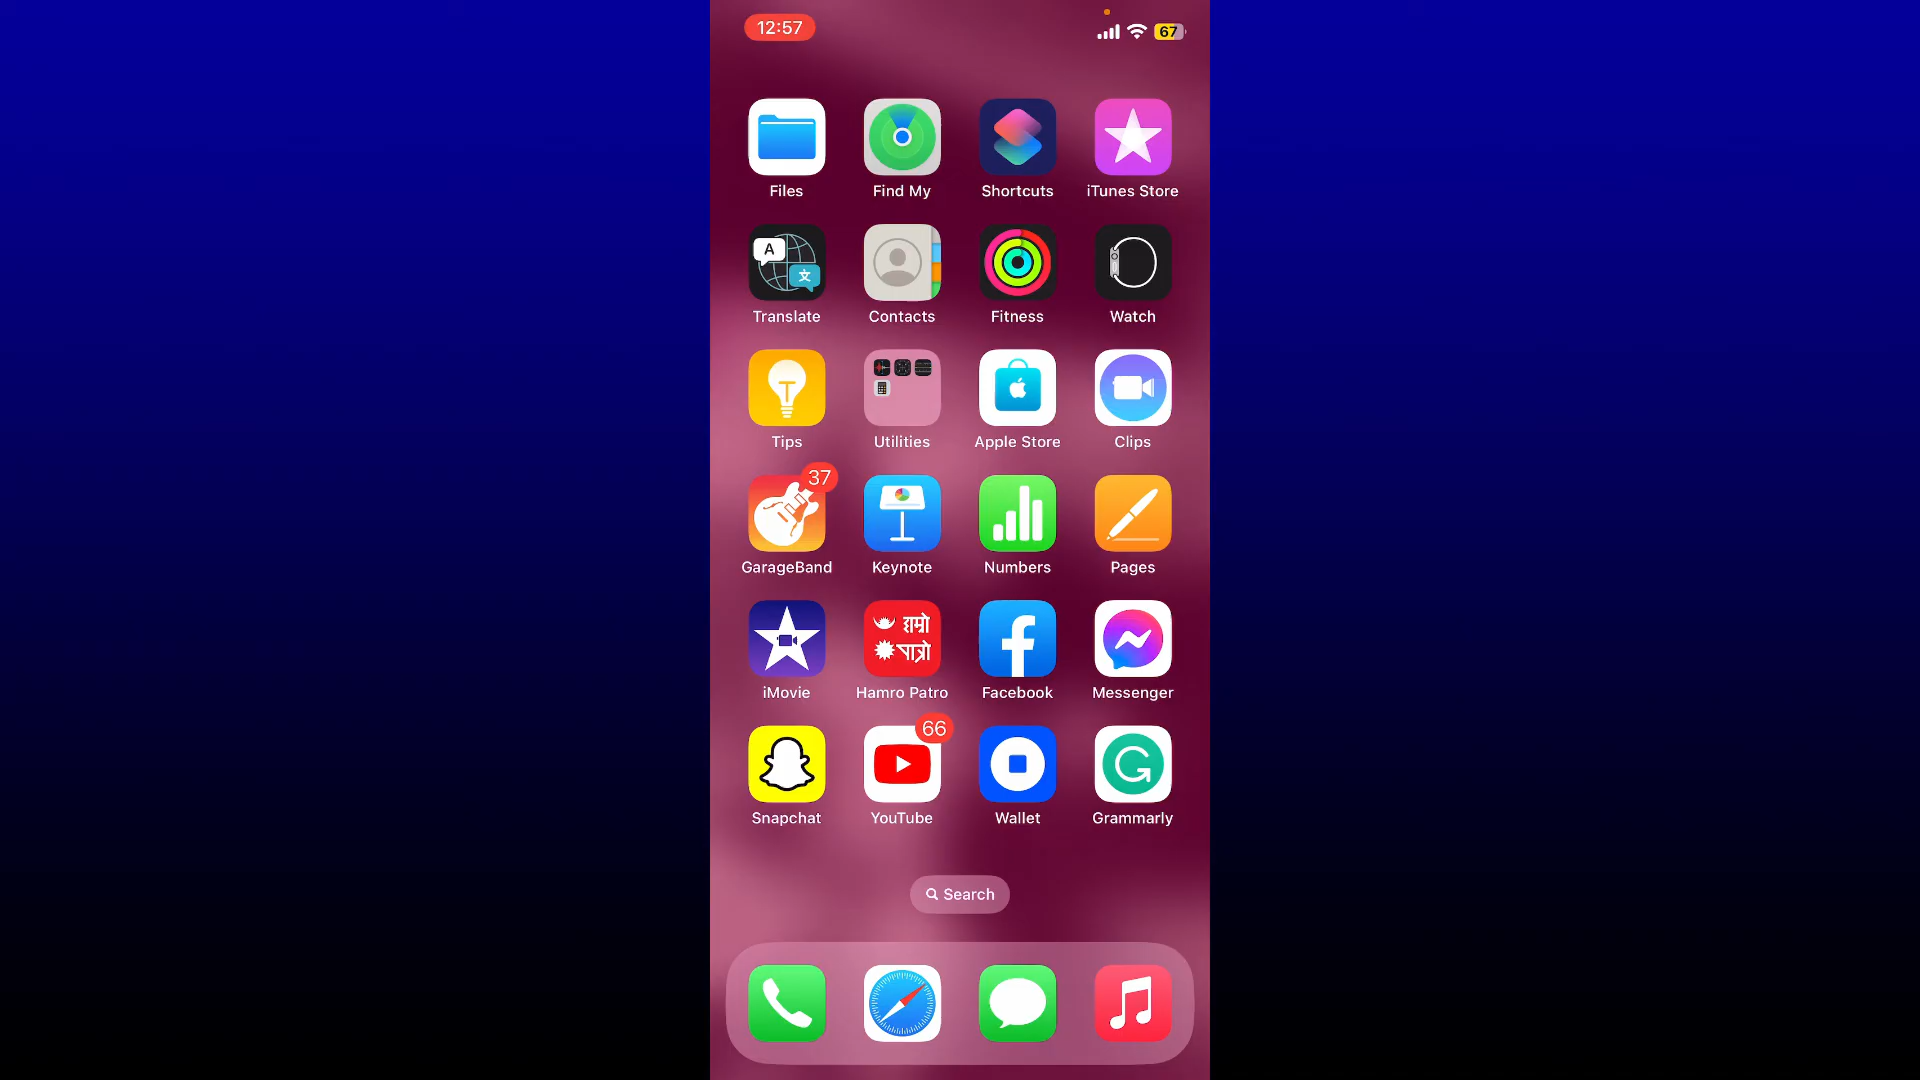 12:57
67
Files
Find My
Shortcuts
iTunes Store
A
文
Translate
Contacts
Fitness
Watch
Tips
Utilities
Apple Store
Clips
37
GarageBand
Keynote
Numbers
Pages
हाम्रो
पात्रो
iMovie
Hamro Patro
Facebook
Messenger
66
Snapchat
YouTube
Wallet
Grammarly
Search